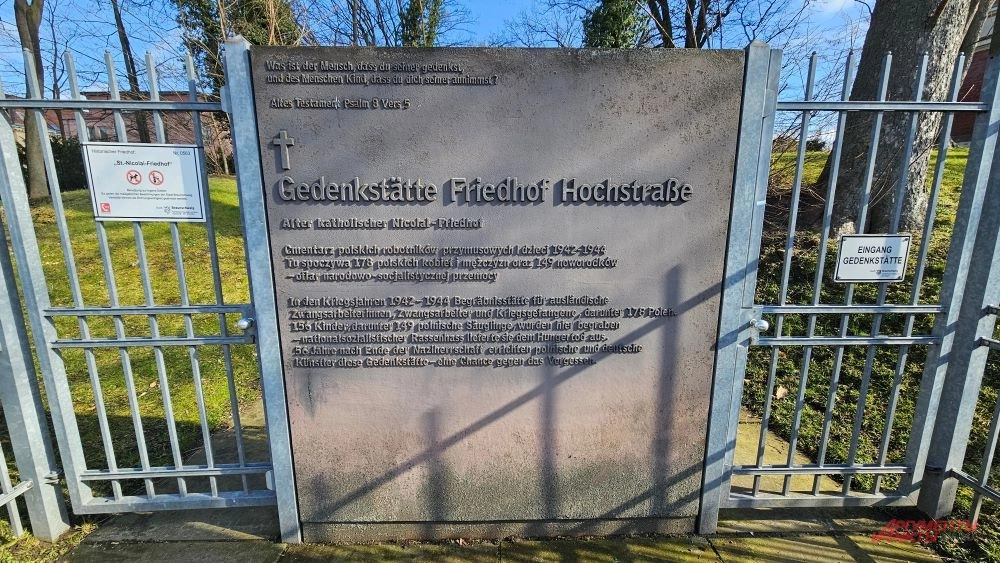 Was ist der Mensch, dass du seiner gedenkst,
und des Menschen Kind, dass du dich seiner annimmst?
Altes Testament Psalm 8 Vers 5
Gedenkstätte Friedhof Hochstraße
Alter katholischer Nicolai-Friedhof
Cmentarz polskich robotników przymusowych i dzieci 1942-1944
Tu spoczywa 178 polskich kobiet i mężczyzn oraz 149 noworodków
– ofiar narodowo-socjalistycznej przemocy
In den Kriegsjahren 1942 – 1944 Begräbnisstätte für ausländische
Zwangsarbeiterinnen, Zwangsarbeiter und Kriegsgefangene, darunter 178 Polen.
156 Kinder, darunter 149 polnische Säuglinge, wurden hier begraben
– nationalsozialistischer Rassenhass lieferte sie dem Hungertod aus.
56 Jahre nach Ende der Naziherrschaft errichten polnische und deutsche
Künstler diese Gedenkstätte – eine Chance gegen das Vergessen.
Historischer Friedhof: Nr. 0563
"St.-Nicolai-Friedhof"
Braunschweig
EINGANG
GEDENKSTÄTTE